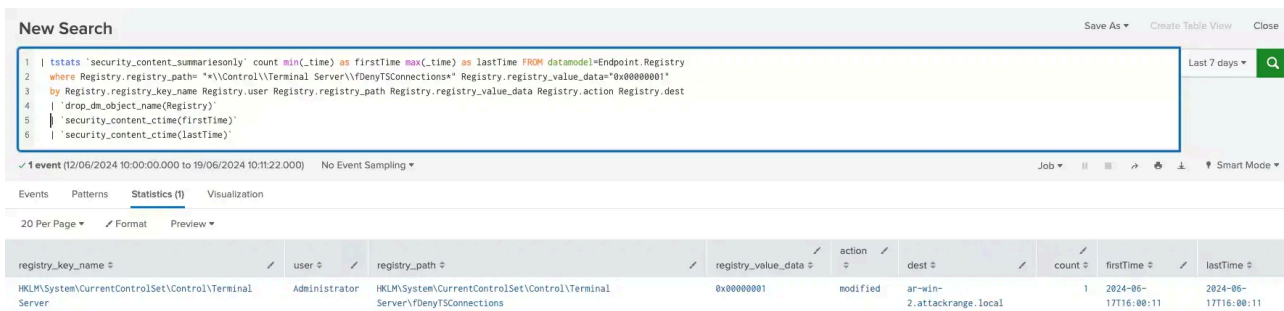 New Search
Save As ▾ Create Table View Close
1 | tstats `security_content_summariesonly` count min(_time) as firstTime max(_time) as lastTime FROM datamodel=Endpoint.Registry
2 where Registry.registry_path= "*\\Control\\Terminal Server\\fDenyTSConnections*" Registry.registry_value_data="0x00000001"
3 by Registry.registry_key_name Registry.user Registry.registry_path Registry.registry_value_data Registry.action Registry.dest
4 | `drop_dm_object_name(Registry)`
5 | `security_content_ctime(firstTime)`
6 | `security_content_ctime(lastTime)`
Last 7 days ▾
✓ 1 event (12/06/2024 10:00:00.000 to 19/06/2024 10:11:22.000) No Event Sampling ▾
Job ▾ Smart Mode ▾
Events Patterns Statistics (1) Visualization
20 Per Page ▾ Format Preview ▾
registry_key_name user registry_path registry_value_data action dest count firstTime lastTime
HKLM\System\CurrentControlSet\Control\Terminal Administrator HKLM\System\CurrentControlSet\Control\Terminal 0x00000001 modified ar-win- 1 2024-06- 2024-06-
Server Server\fDenyTSConnections 2.attackrange.local 17T16:00:11 17T16:00:11